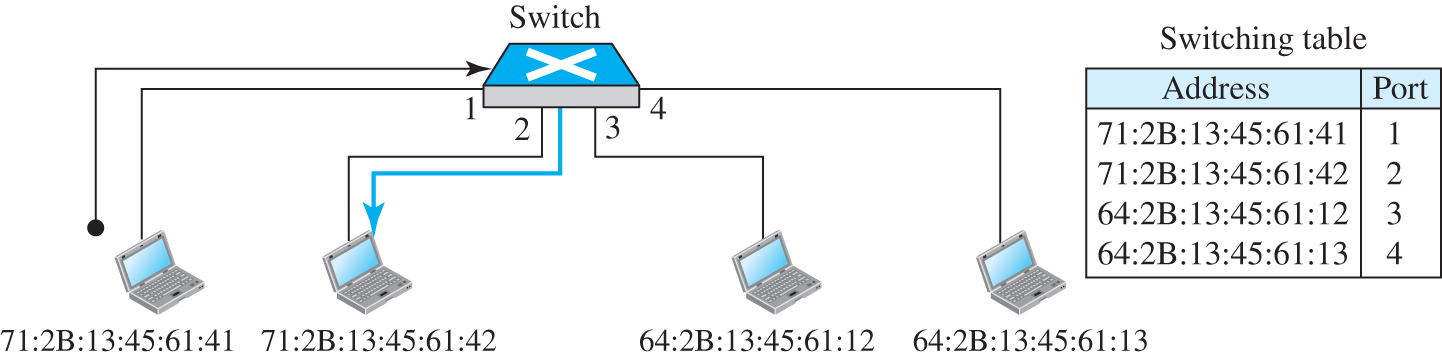 Switch
1
2
3
4
71:2B:13:45:61:41
71:2B:13:45:61:42
64:2B:13:45:61:12
64:2B:13:45:61:13
Switching table
Address Port
71:2B:13:45:61:41 1
71:2B:13:45:61:42 2
64:2B:13:45:61:12 3
64:2B:13:45:61:13 4